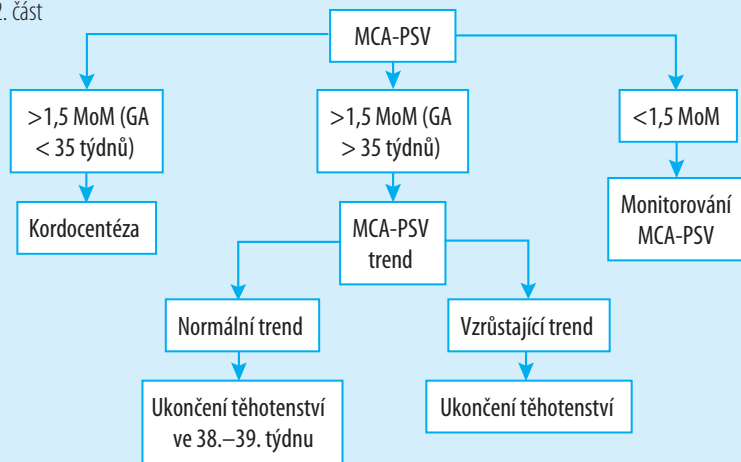 2. část
MCA-PSV
>1,5 MoM (GA
< 35 týdnů)
>1,5 MoM (GA
> 35 týdnů)
<1,5 MoM
Kordocentéza
MCA-PSV
trend
Monitorování
MCA-PSV
Normální trend
Vzrůstající trend
Ukončení těhotenství
ve 38.–39. týdnu
Ukončení těhotenství